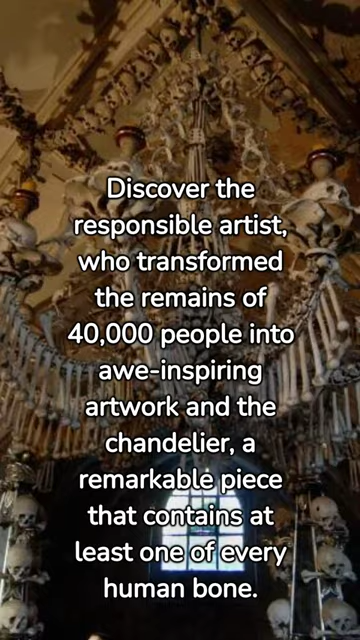 Discover the
responsible artist,
who transformed
the remains of
40,000 people into
awe-inspiring
artwork and the
chandelier, a
remarkable piece
that contains at
least one of every
human bone.